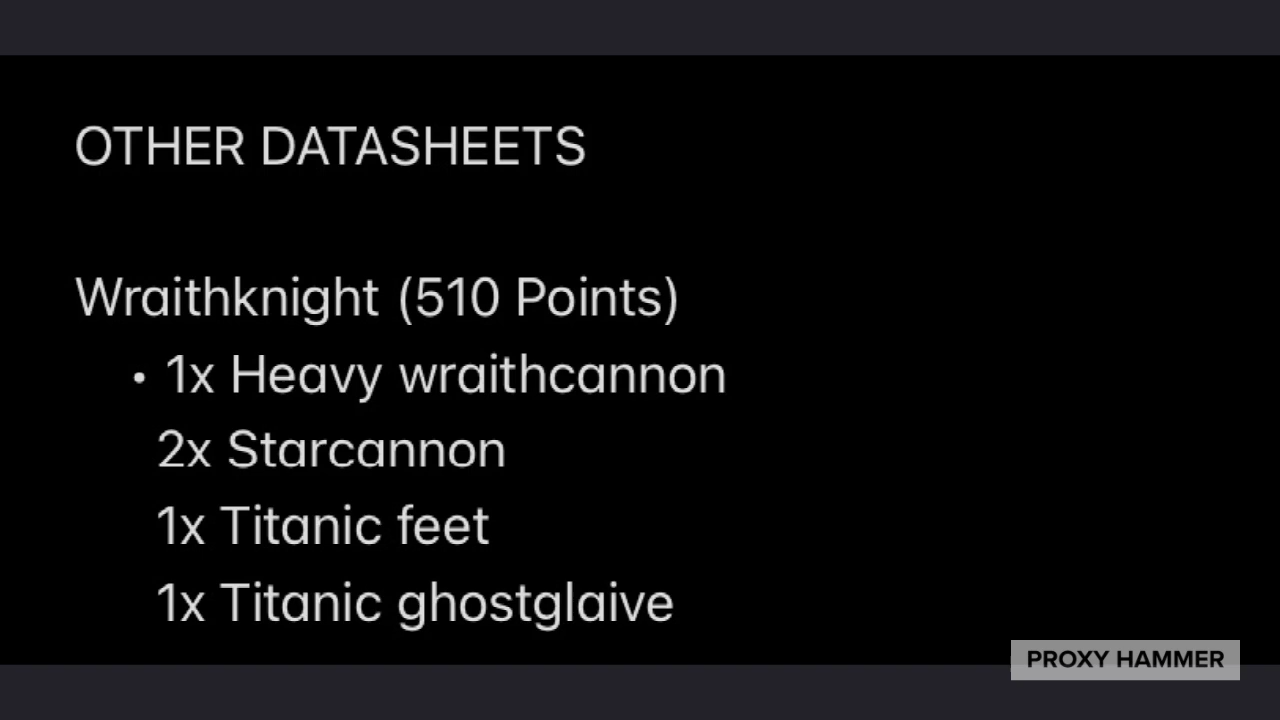 OTHER DATASHEETS
Wraithknight (510 Points)
• 1x Heavy wraithcannon
2x Starcannon
1x Titanic feet
1x Titanic ghostglaive
PROXY HAMMER